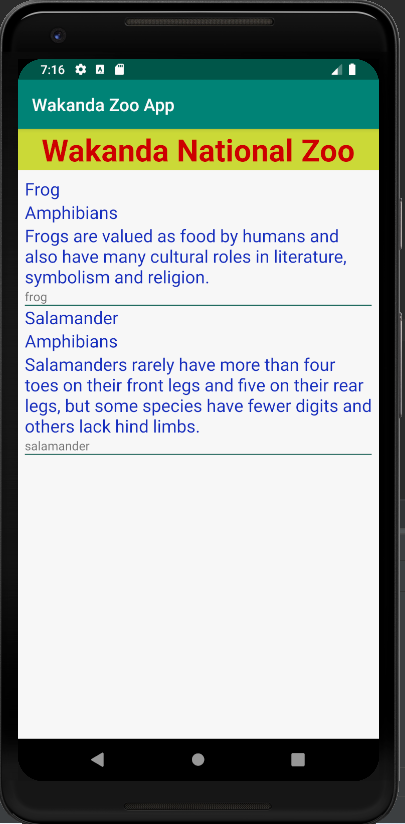 7:16
Wakanda Zoo App
Wakanda National Zoo
Frog
Amphibians
Frogs are valued as food by humans and
also have many cultural roles in literature,
symbolism and religion.
frog
Salamander
Amphibians
Salamanders rarely have more than four
toes on their front legs and five on their rear
legs, but some species have fewer digits and
others lack hind limbs.
salamander